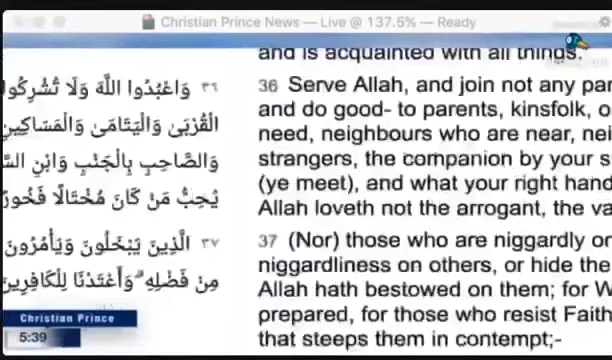 Christian Prince News — Live @ 137.5% — Ready
and is acquainted with all things.
٣٦ وَاعْبُدُوا اللَّهَ وَلَا تُشْرِكُوا
الْقُرْبَىٰ وَالْيَتَامَىٰ وَالْمَسَاكِينِ
وَالصَّاحِبِ بِالْجَنْبِ وَابْنِ
يُحِبُّ مَنْ كَانَ مُخْتَالًا فَخُورً
٣٧ الَّذِينَ يَبْخَلُونَ وَيَأْمُرُونَ
مِنْ فَضْلِهِ ۗ وَأَعْتَدْنَا لِلْكَافِرِينَ
36 Serve Allah, and join not any par
and do good- to parents, kinsfolk, o
need, neighbours who are near, nei
strangers, the companion by your s
(ye meet), and what your right hand
Allah loveth not the arrogant, the va
37 (Nor) those who are niggardly or
niggardliness on others, or hide the
Allah hath bestowed on them; for W
prepared, for those who resist Faith
that steeps them in contempt;-
Christian Prince
5:39